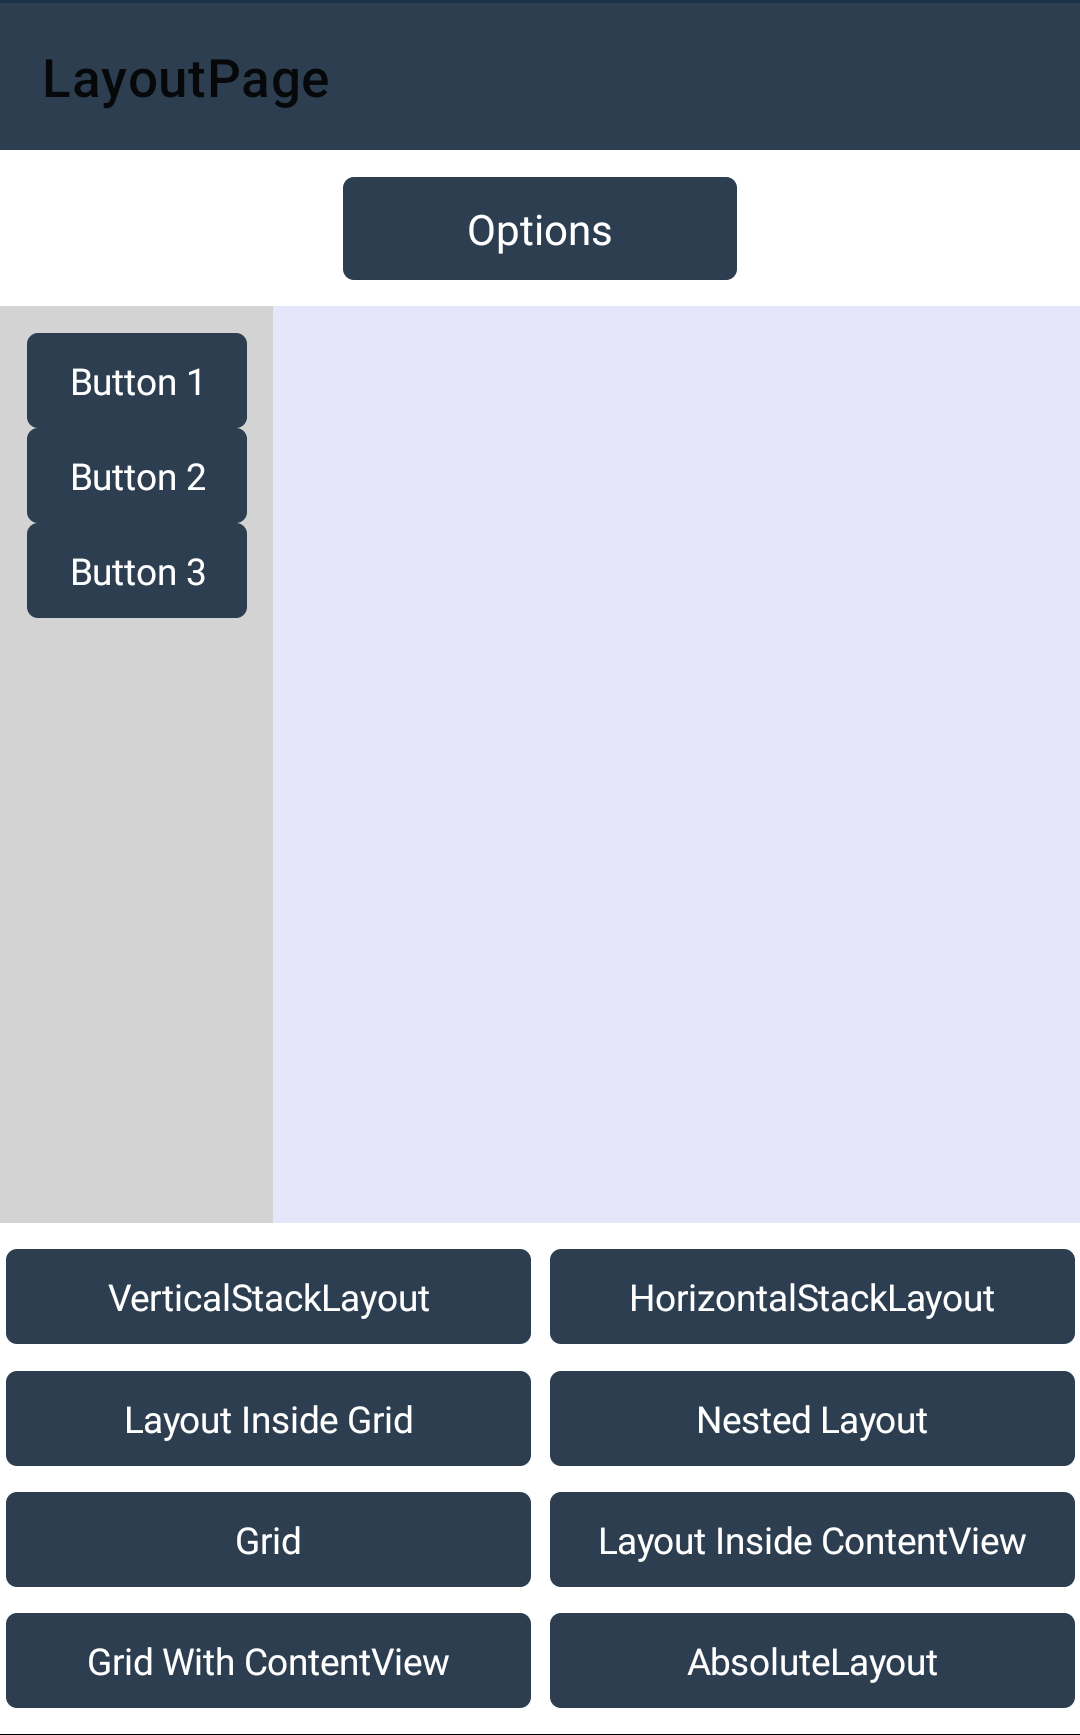 LayoutPage
Options
Button 1
Button 2
Button 3
VerticalStackLayout
HorizontalStackLayout
Layout Inside Grid
Nested Layout
Grid
Layout Inside ContentView
Grid With ContentView
AbsoluteLayout